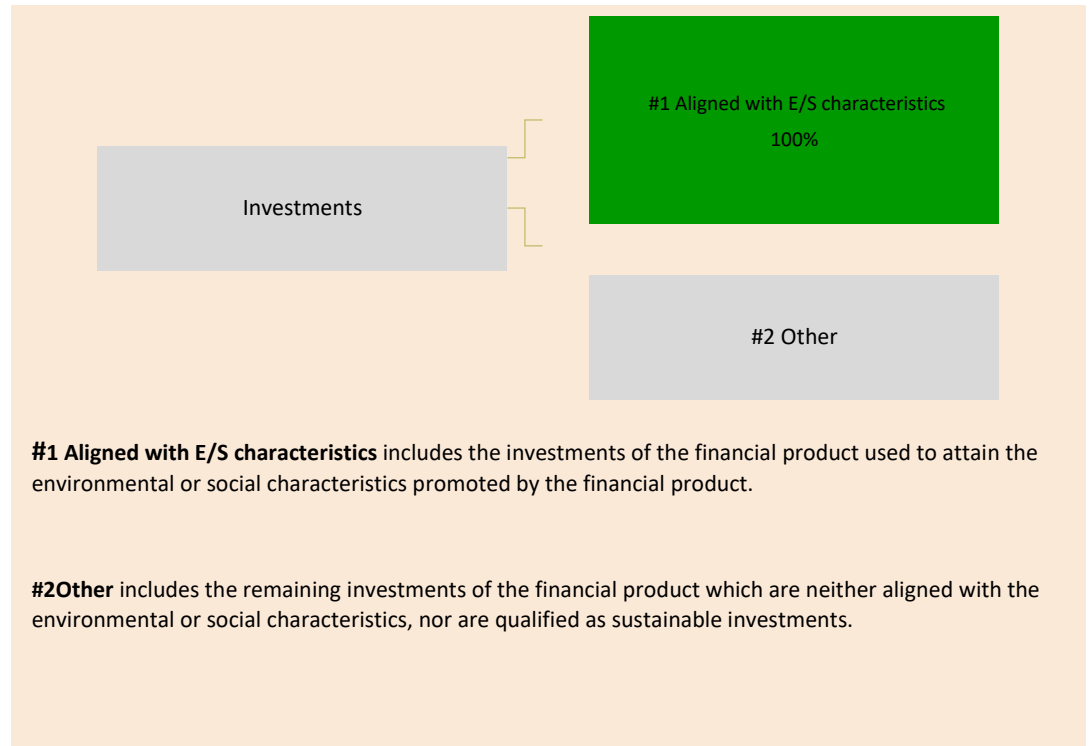 #1 Aligned with E/S characteristics
100%
Investments
#2 Other
#1 Aligned with E/S characteristics includes the investments of the financial product used to attain the
environmental or social characteristics promoted by the financial product.
#2Other includes the remaining investments of the financial product which are neither aligned with the
environmental or social characteristics, nor are qualified as sustainable investments.